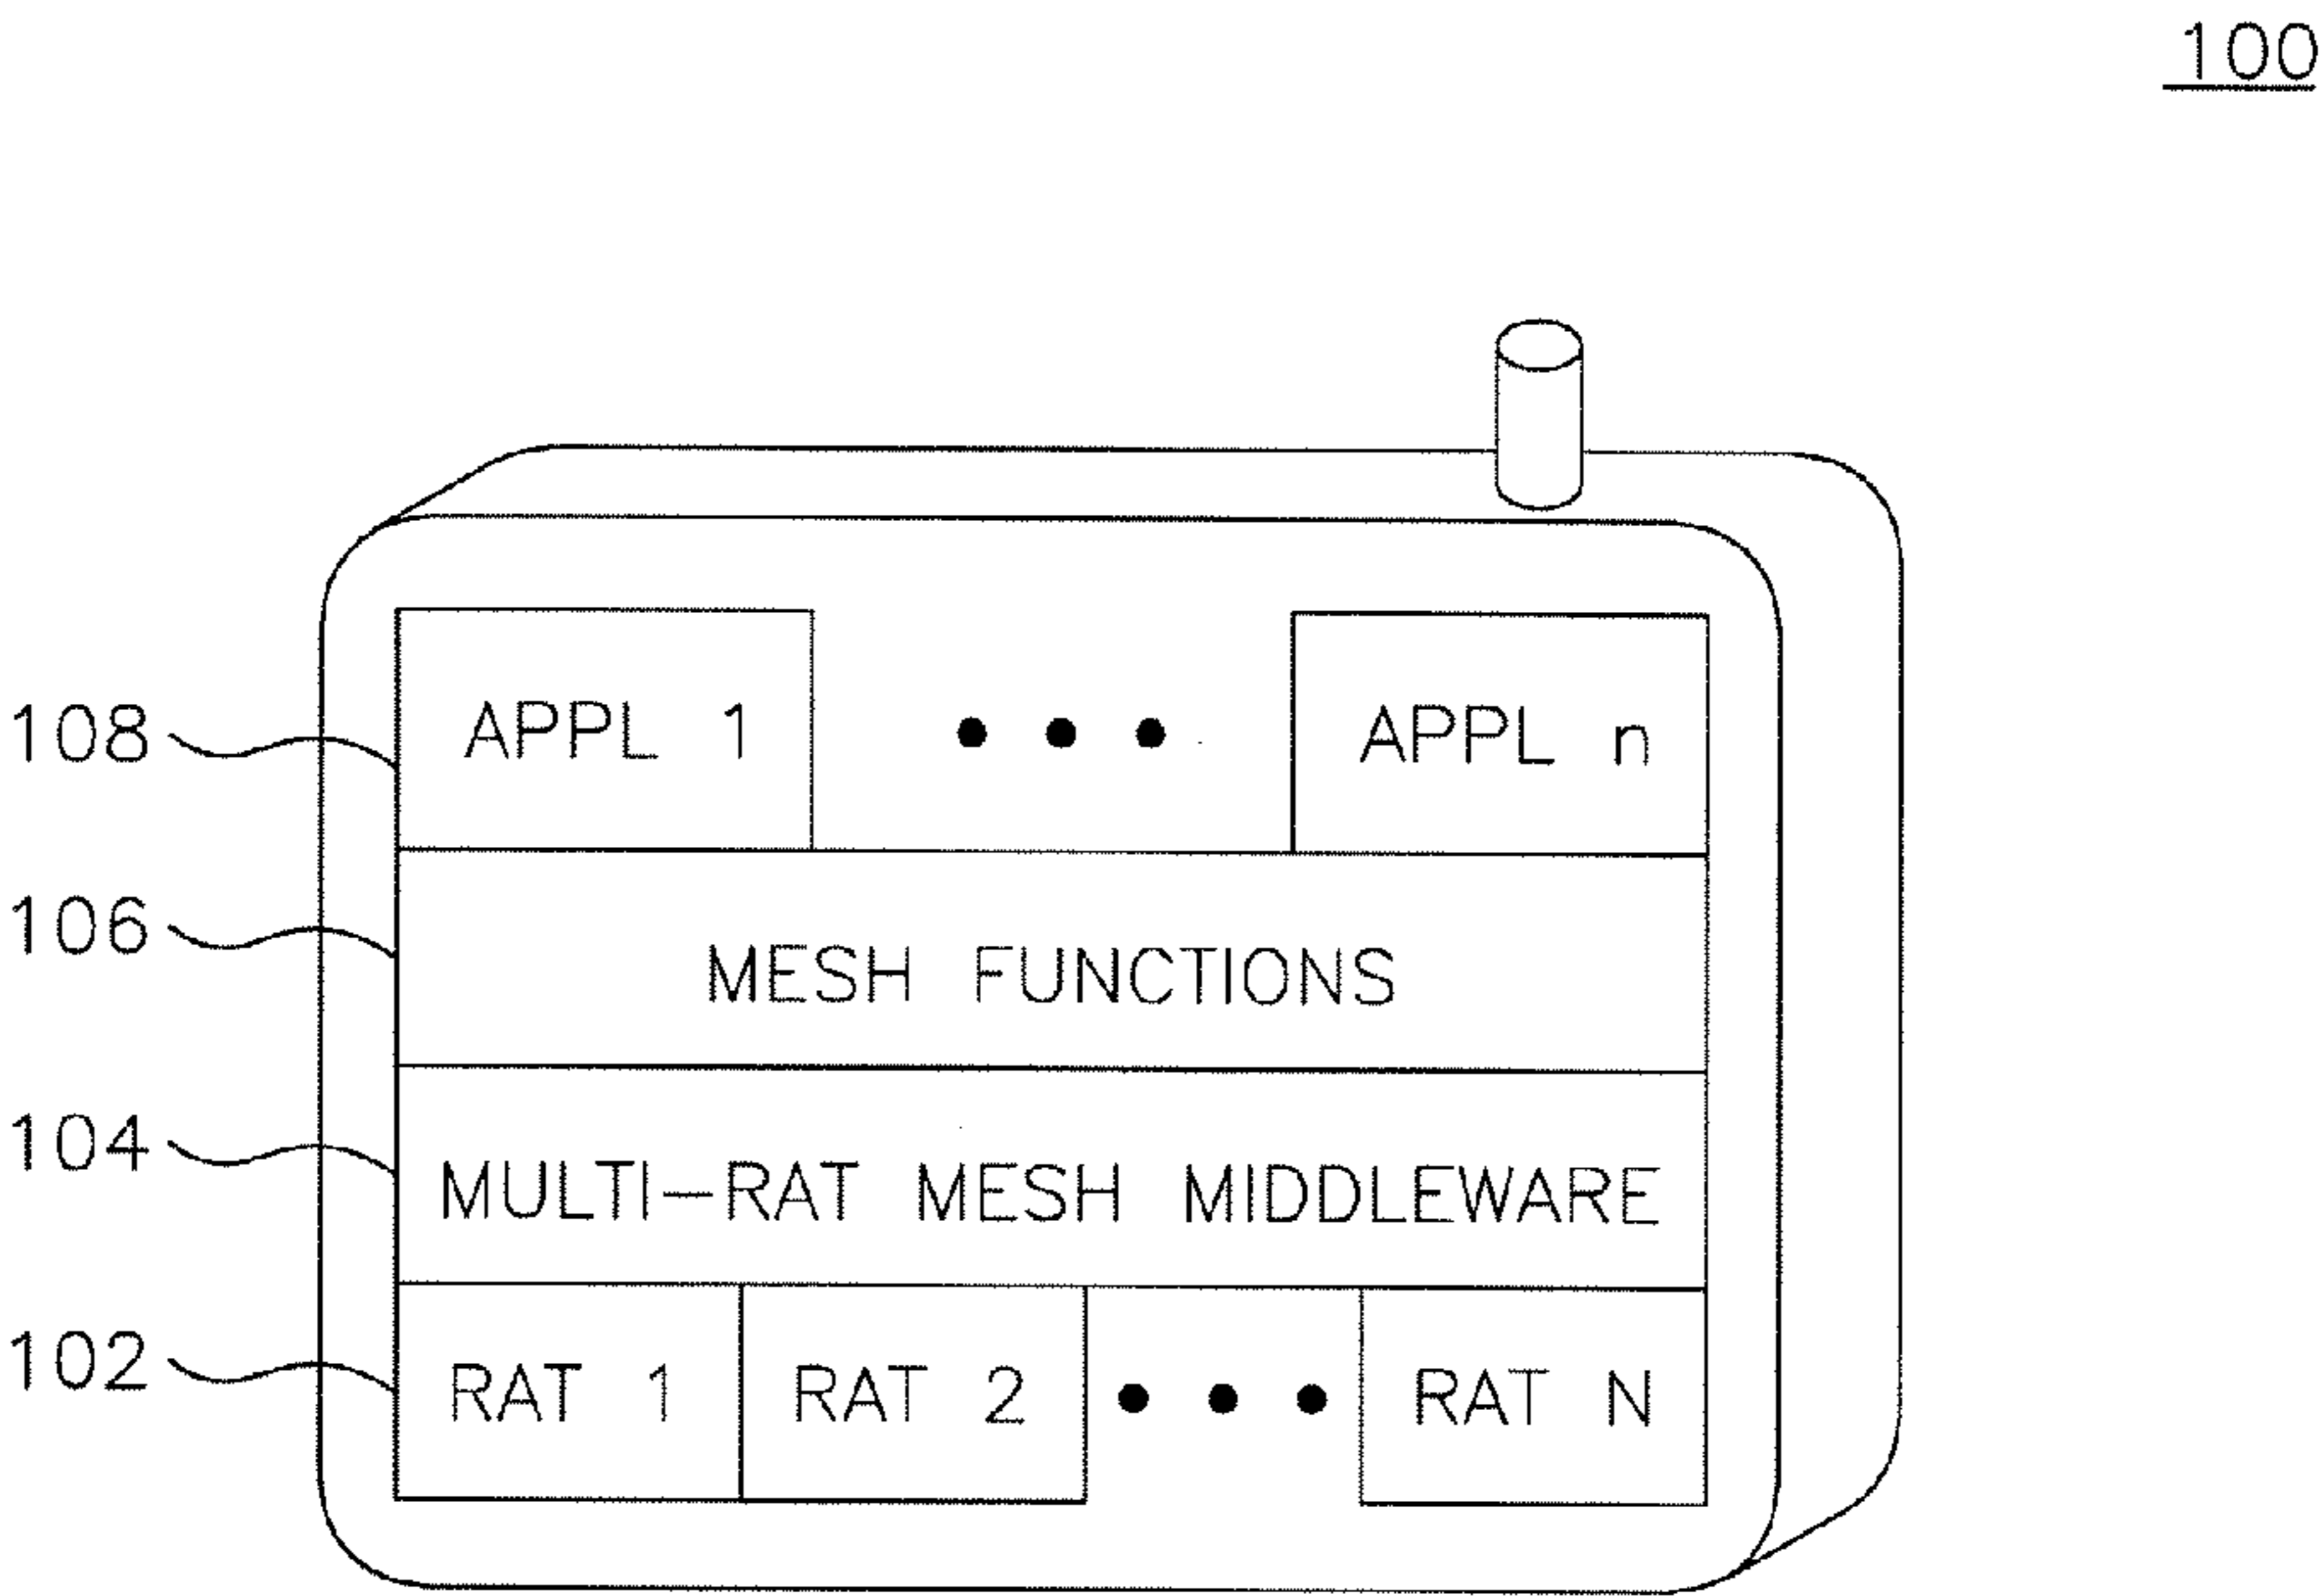 100
108 APPL 1 APPL n
106 MESH FUNCTIONS
104 MULTI-RAT MESH MIDDLEWARE
102 RAT 1 RAT 2 RAT N